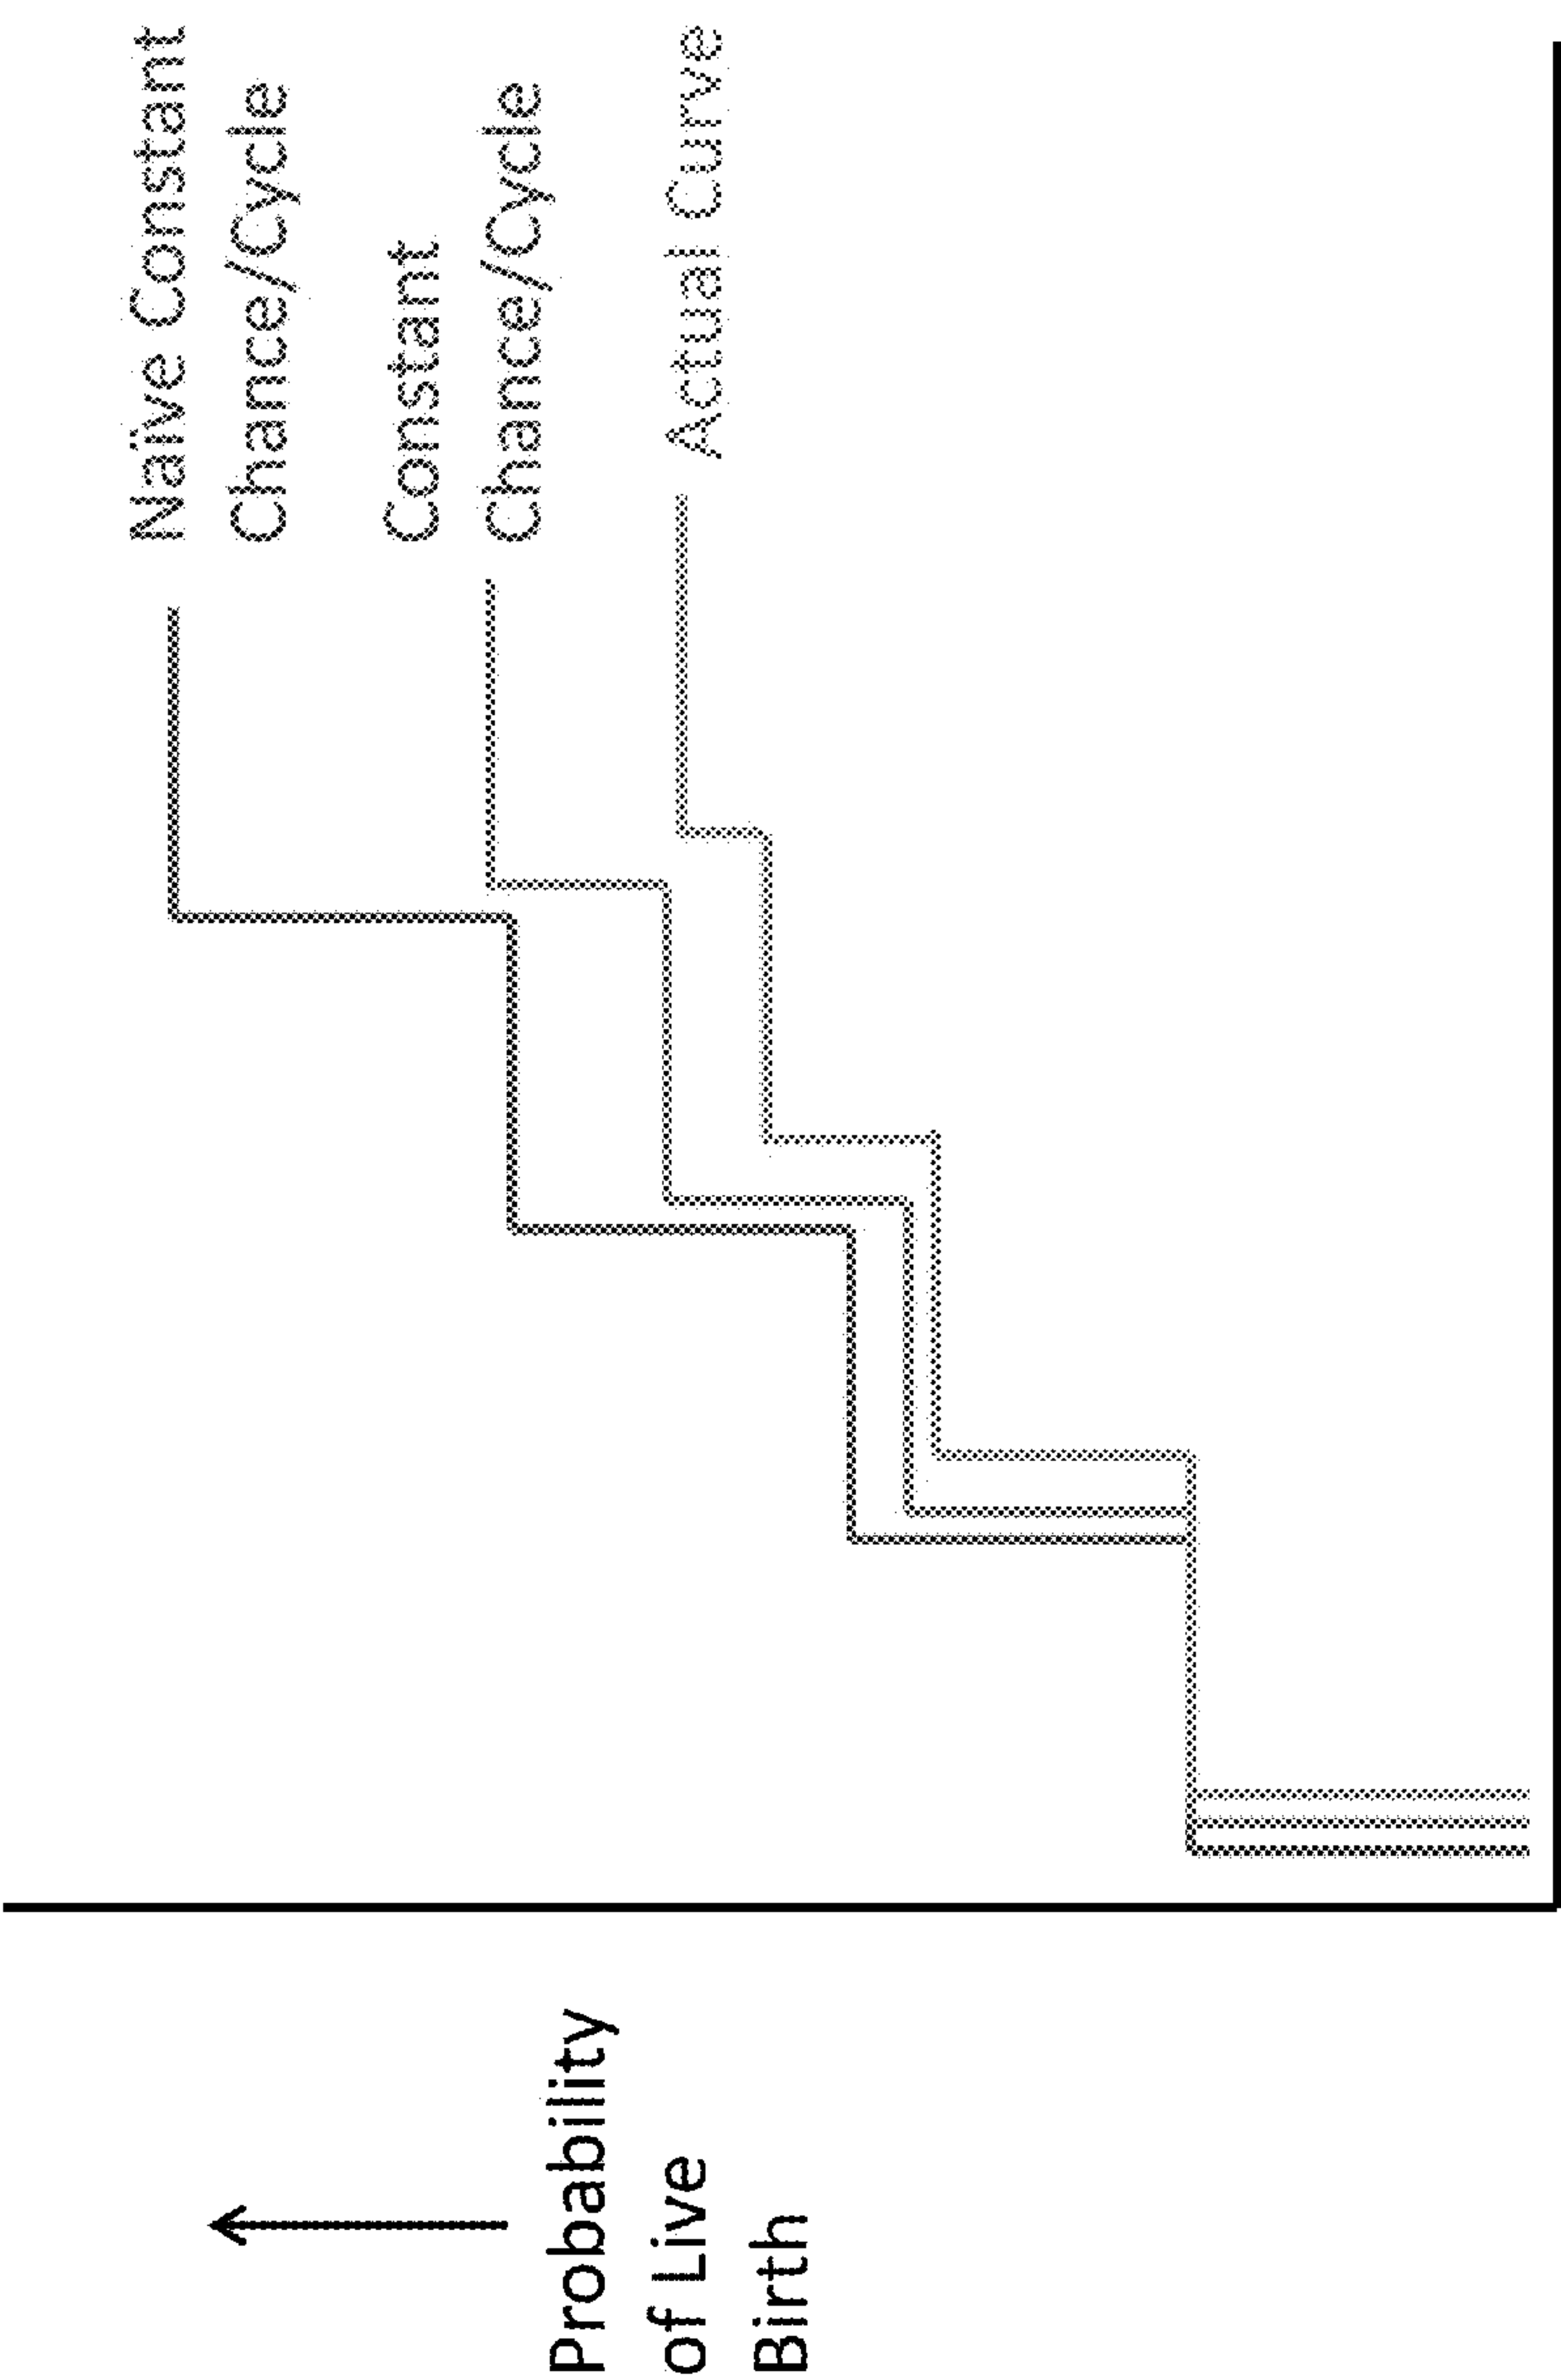 Probability
of Live
Birth
Naïve Constant
Chance/Cycle
Constant
Chance/Cycle
Actual Curve